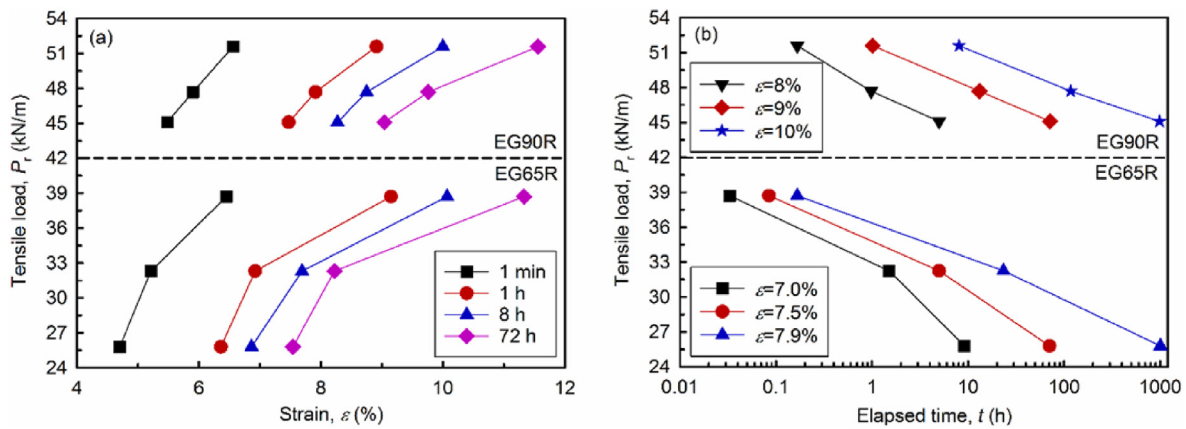 (a)
54
51
48
45
42
39
36
33
30
27
24
Tensile load, Pr (kN/m)
EG90R
EG65R
1 min
1 h
8 h
72 h
4
6
8
10
12
Strain, ε (%)
(b)
54
51
48
45
42
39
36
33
30
27
24
Tensile load, Pr (kN/m)
ε=8%
ε=9%
ε=10%
EG90R
EG65R
ε=7.0%
ε=7.5%
ε=7.9%
0.01
0.1
1
10
100
1000
Elapsed time, t (h)